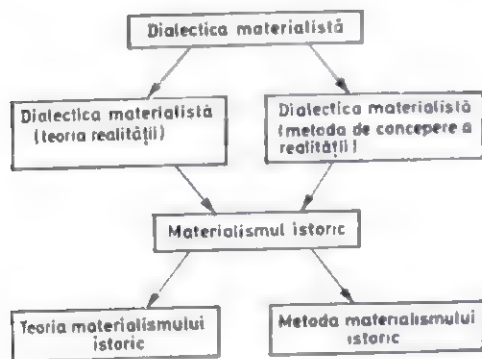 Dialectica materialistă
Dialectica materialistă
(teoria realității)
Dialectica materialistă
(metoda de concepere a
realității)
Materialismul istoric
Teoria materialismului
istoric
Metoda materialismului
istoric